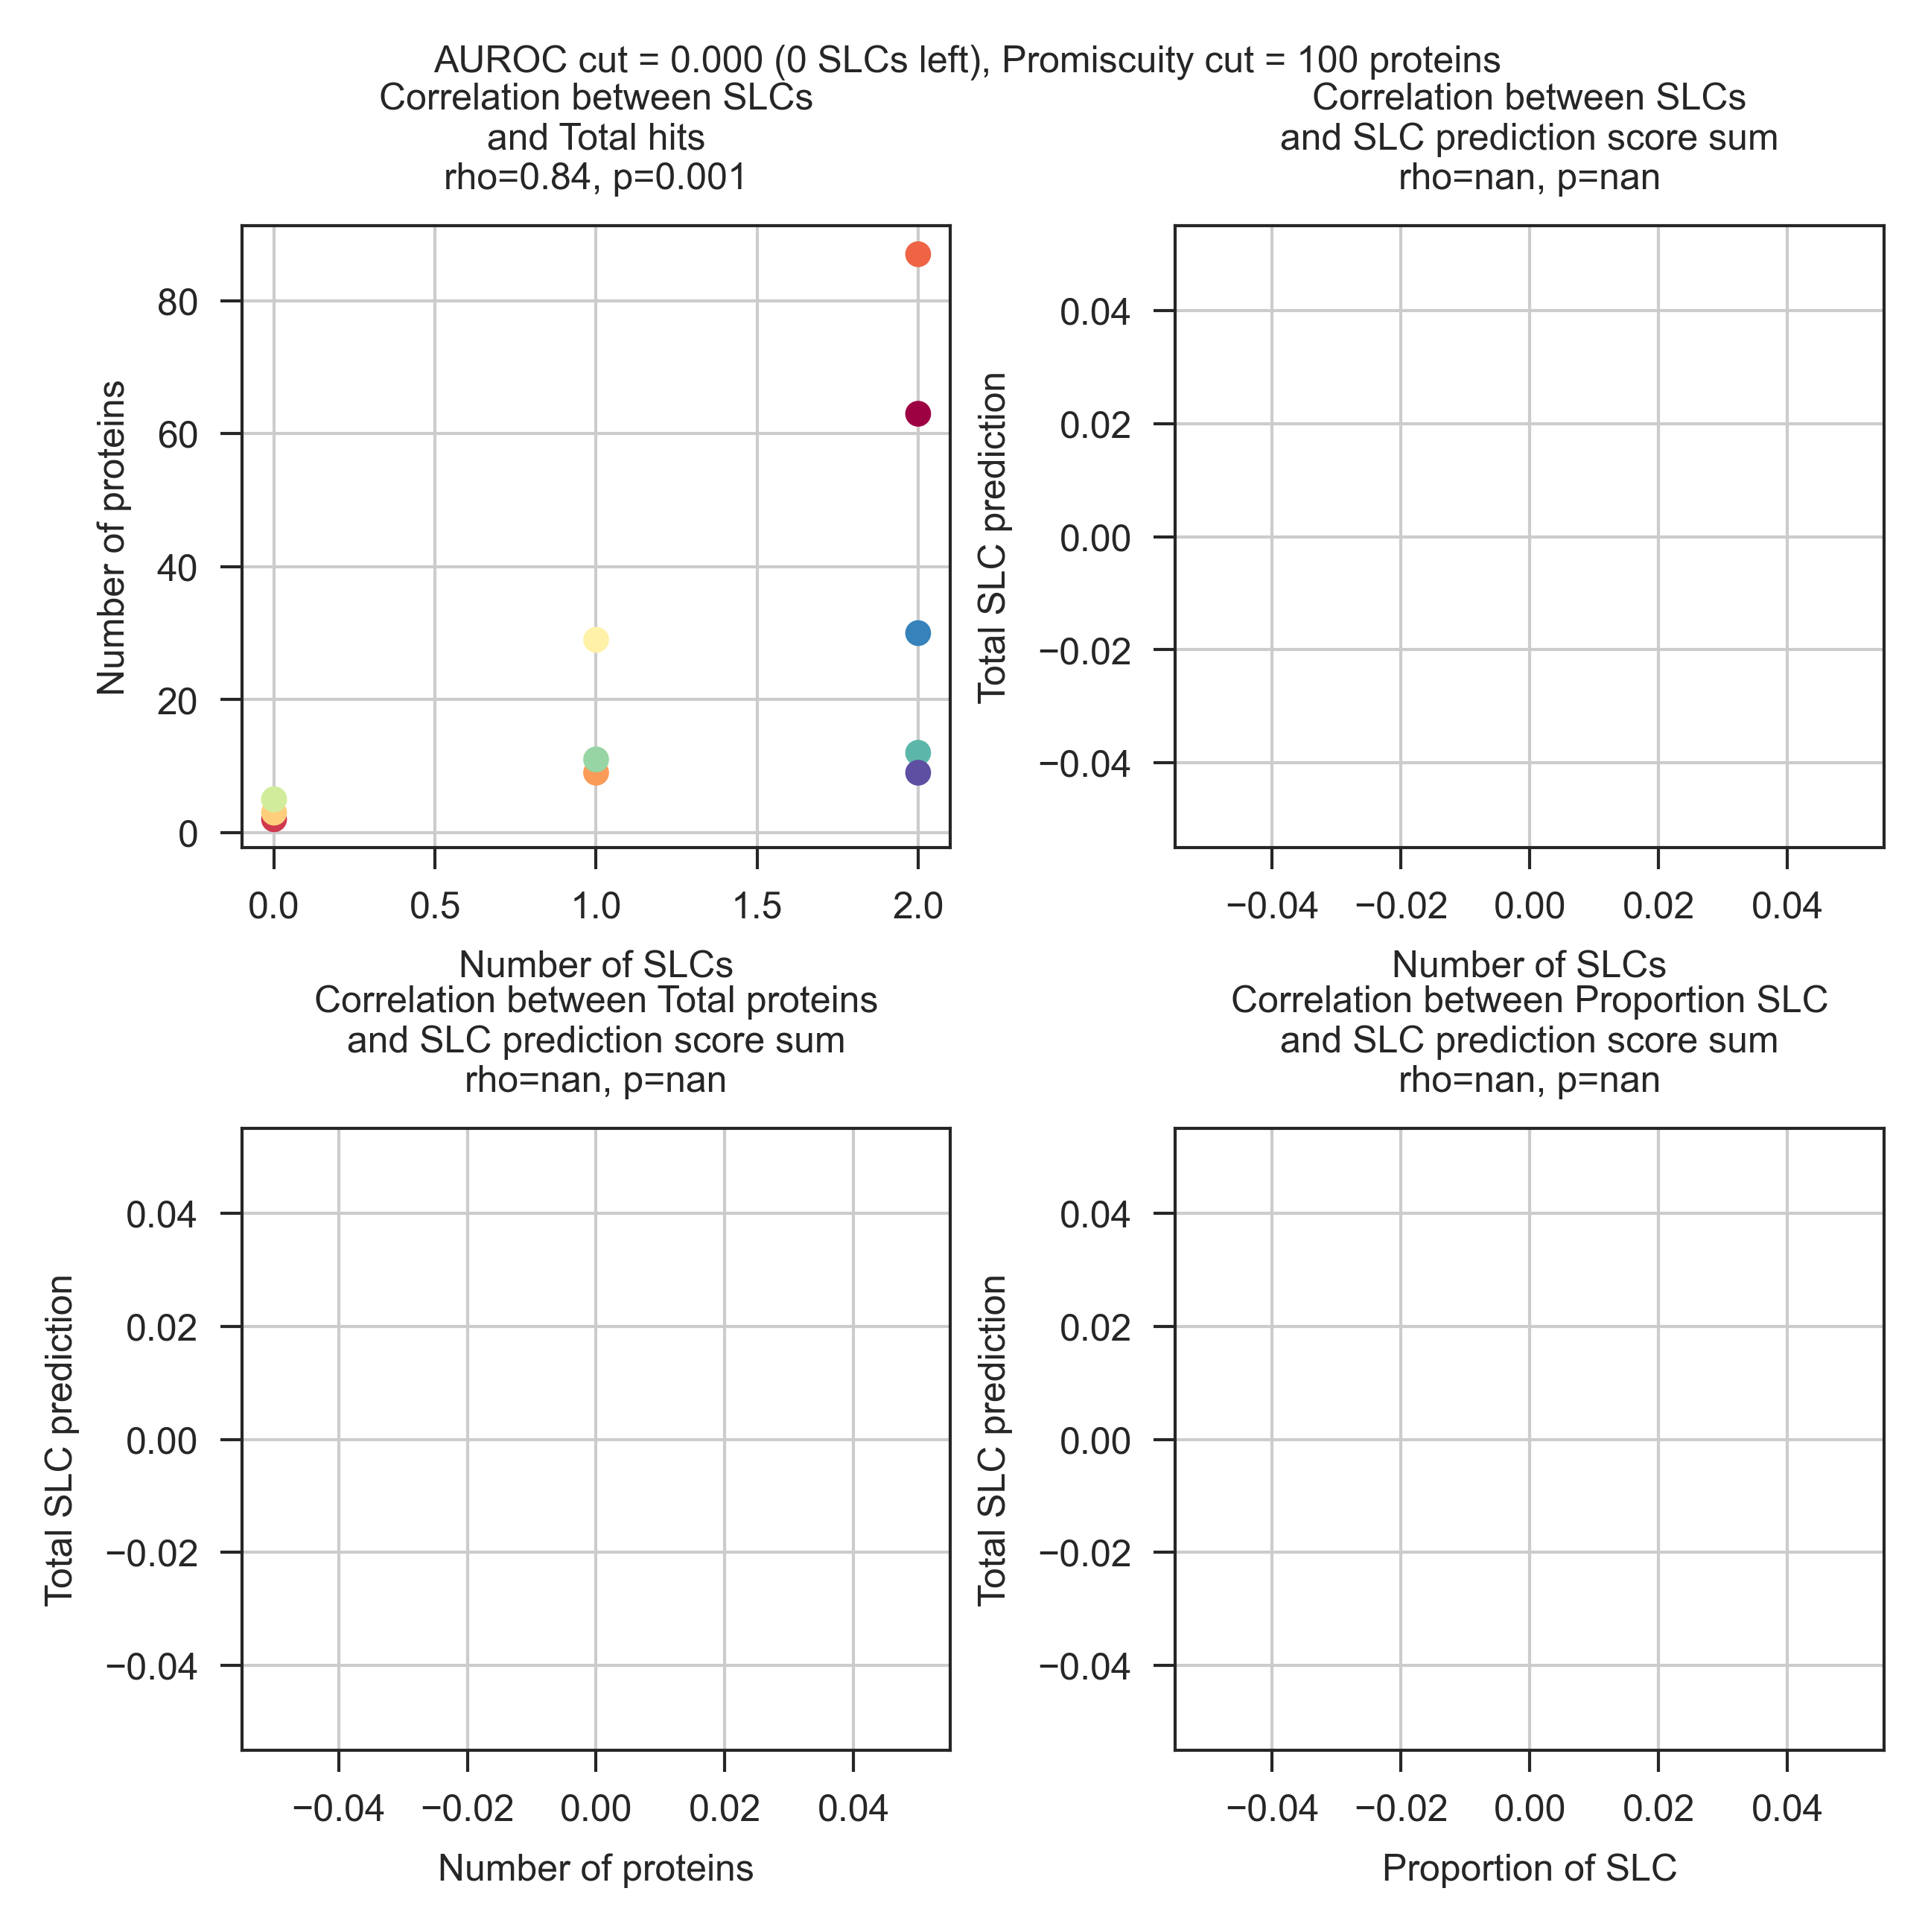 AUROC cut = 0.000 (0 SLCs left), Promiscuity cut = 100 proteins
Correlation between SLCs
and Total hits
rho=0.84, p=0.001
80
60
40
20
0
Number of proteins
0.0 0.5 1.0 1.5 2.0
Number of SLCs
Correlation between SLCs
and SLC prediction score sum
rho=nan, p=nan
0.04
0.02
0.00
−0.02
−0.04
Total SLC prediction
−0.04 −0.02 0.00 0.02 0.04
Number of SLCs
Correlation between Total proteins
and SLC prediction score sum
rho=nan, p=nan
0.04
0.02
0.00
−0.02
−0.04
Total SLC prediction
−0.04 −0.02 0.00 0.02 0.04
Number of proteins
Correlation between Proportion SLC
and SLC prediction score sum
rho=nan, p=nan
0.04
0.02
0.00
−0.02
−0.04
Total SLC prediction
−0.04 −0.02 0.00 0.02 0.04
Proportion of SLC